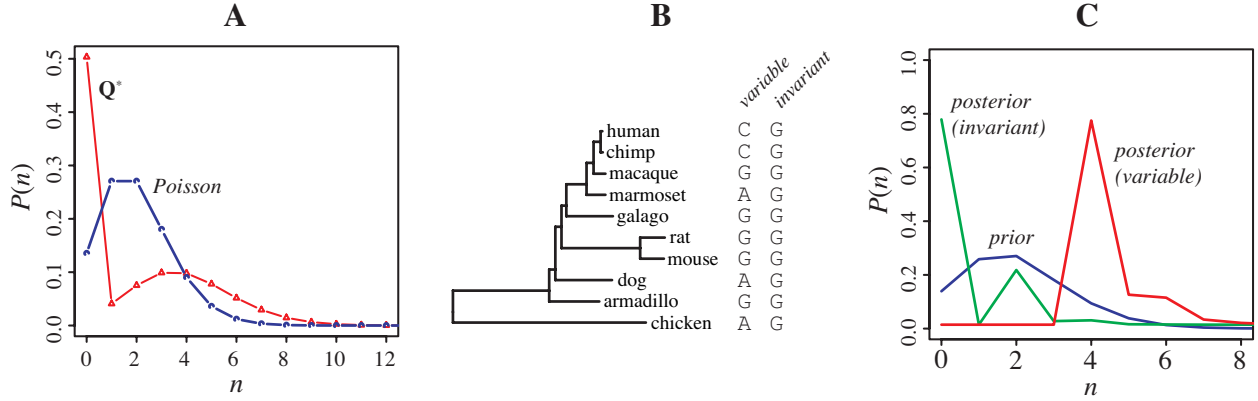 A
0.5
0.4
0.3
0.2
0.1
0.0
P(n)
Q*
Poisson
0 2 4 6 8 10 12
n
B
variable invariant
human C G
chimp C G
macaque G G
marmoset A G
galago G G
rat G G
mouse G G
dog A G
armadillo G G
chicken A G
C
1.0
0.8
0.6
0.4
0.2
0.0
P(n)
posterior
(invariant)
prior
posterior
(variable)
0 2 4 6 8
n